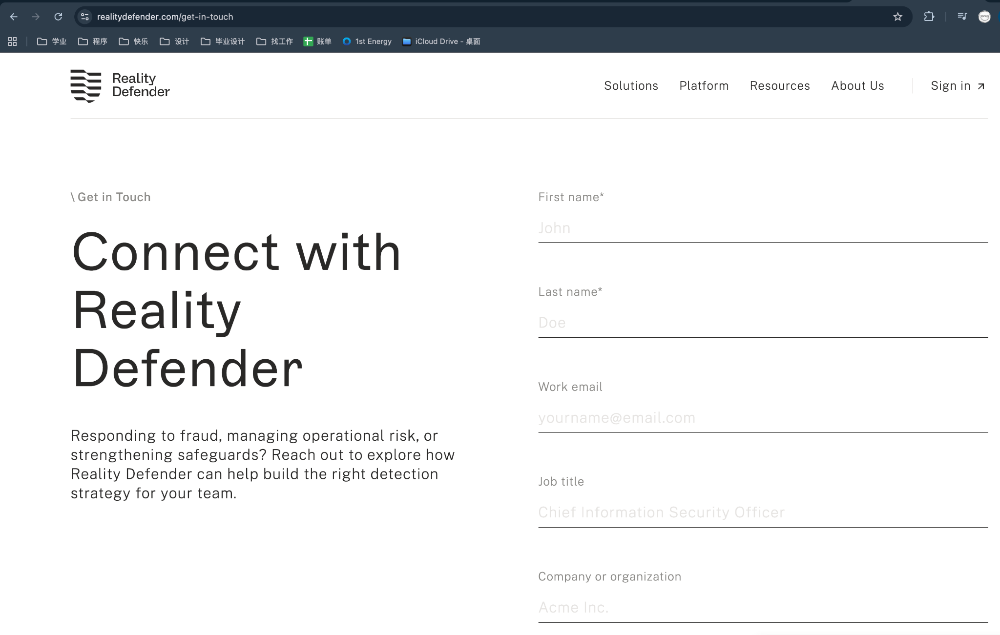 realitydefender.com/get-in-touch
学业 程序 快乐 设计 毕业设计 找工作 账单 1st Energy iCloud Drive - 桌面
Reality
Defender
Solutions Platform Resources About Us Sign in
\ Get in Touch
Connect with
Reality
Defender
Responding to fraud, managing operational risk, or
strengthening safeguards? Reach out to explore how
Reality Defender can help build the right detection
strategy for your team.
First name*
John
Last name*
Doe
Work email
yourname@email.com
Job title
Chief Information Security Officer
Company or organization
Acme Inc.